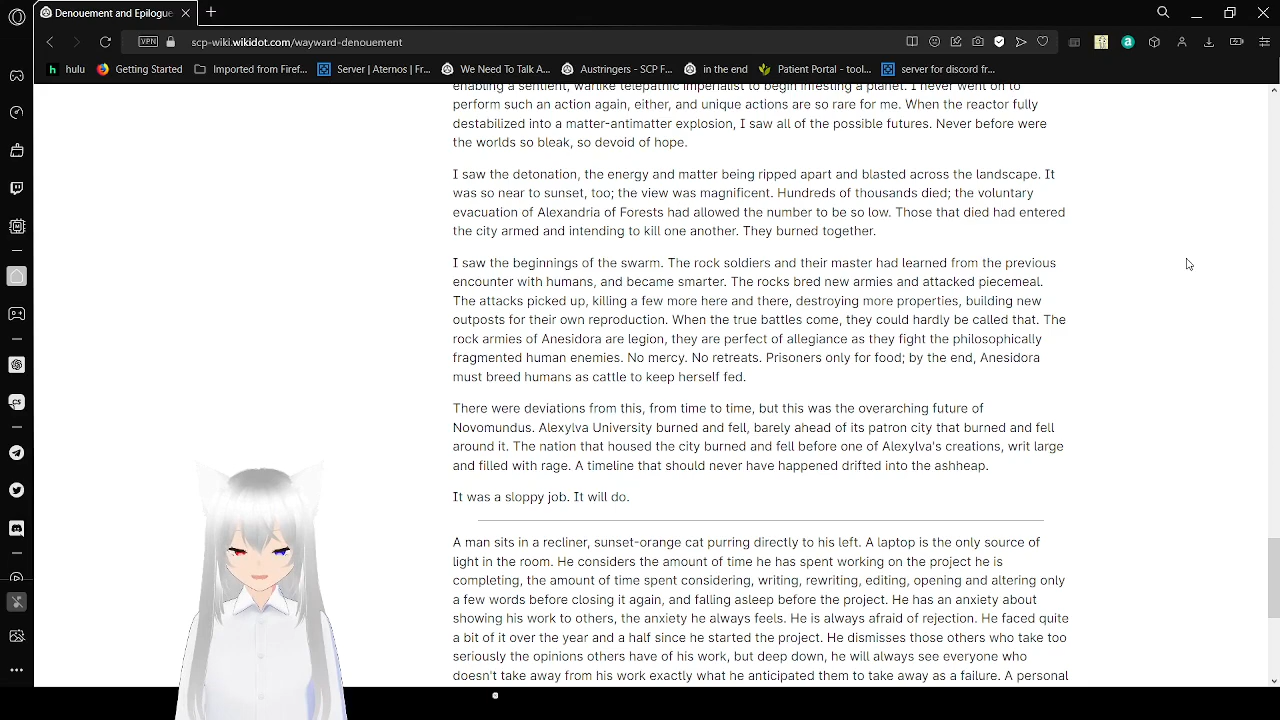 Denouement and Epilogue
VPN
scp-wiki.wikidot.com/wayward-denouement
hulu
Getting Started
Imported from Firef...
Server | Aternos | Fr...
We Need To Talk A...
Austringers - SCP F...
in the end
Patient Portal - tool...
server for discord fr...
enabling a sentient, warlike telepathic imperialist to begin infesting a planet. I never went on to
perform such an action again, either, and unique actions are so rare for me. When the reactor fully
destabilized into a matter-antimatter explosion, I saw all of the possible futures. Never before were
the worlds so bleak, so devoid of hope.
I saw the detonation, the energy and matter being ripped apart and blasted across the landscape. It
was so near to sunset, too; the view was magnificent. Hundreds of thousands died; the voluntary
evacuation of Alexandria of Forests had allowed the number to be so low. Those that died had entered
the city armed and intending to kill one another. They burned together.
I saw the beginnings of the swarm. The rock soldiers and their master had learned from the previous
encounter with humans, and became smarter. The rocks bred new armies and attacked piecemeal.
The attacks picked up, killing a few more here and there, destroying more properties, building new
outposts for their own reproduction. When the true battles come, they could hardly be called that. The
rock armies of Anesidora are legion, they are perfect of allegiance as they fight the philosophically
fragmented human enemies. No mercy. No retreats. Prisoners only for food; by the end, Anesidora
must breed humans as cattle to keep herself fed.
There were deviations from this, from time to time, but this was the overarching future of
Novomundus. Alexylva University burned and fell, barely ahead of its patron city that burned and fell
around it. The nation that housed the city burned and fell before one of Alexylva's creations, writ large
and filled with rage. A timeline that should never have happened drifted into the ashheap.
It was a sloppy job. It will do.
A man sits in a recliner, sunset-orange cat purring directly to his left. A laptop is the only source of
light in the room. He considers the amount of time he has spent working on the project he is
completing, the amount of time spent considering, writing, rewriting, editing, opening and altering only
a few words before closing it again, and falling asleep before the project. He has an anxiety about
showing his work to others, the anxiety he always feels. He is always afraid of rejection. He faced quite
a bit of it over the year and a half since he started the project. He dismisses those others who take too
seriously the opinions others have of his work, but deep down, he will always see everyone who
doesn't take away from his work exactly what he anticipated them to take away as a failure. A personal